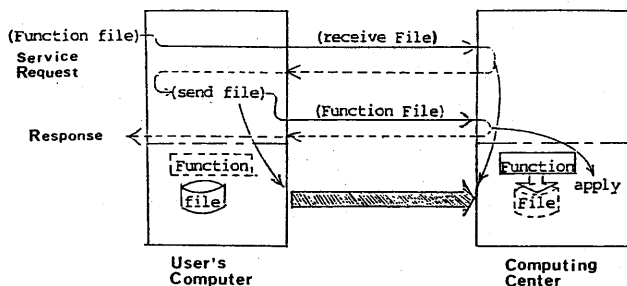 (Function file)
(receive File)
Service
Request
(send file)
(Function File)
Response
Function
file
Function
File
apply
User's
Computer
Computing
Center